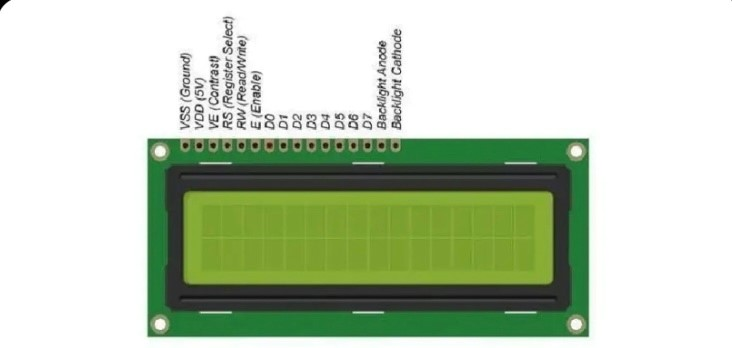 VSS (Ground)
VDD (5V)
VE (Contrast)
RS (Register Select)
RW (Read/Write)
E (Enable)
D0
D1
D2
D3
D4
D5
D6
D7
Backlight Anode
Backlight Cathode